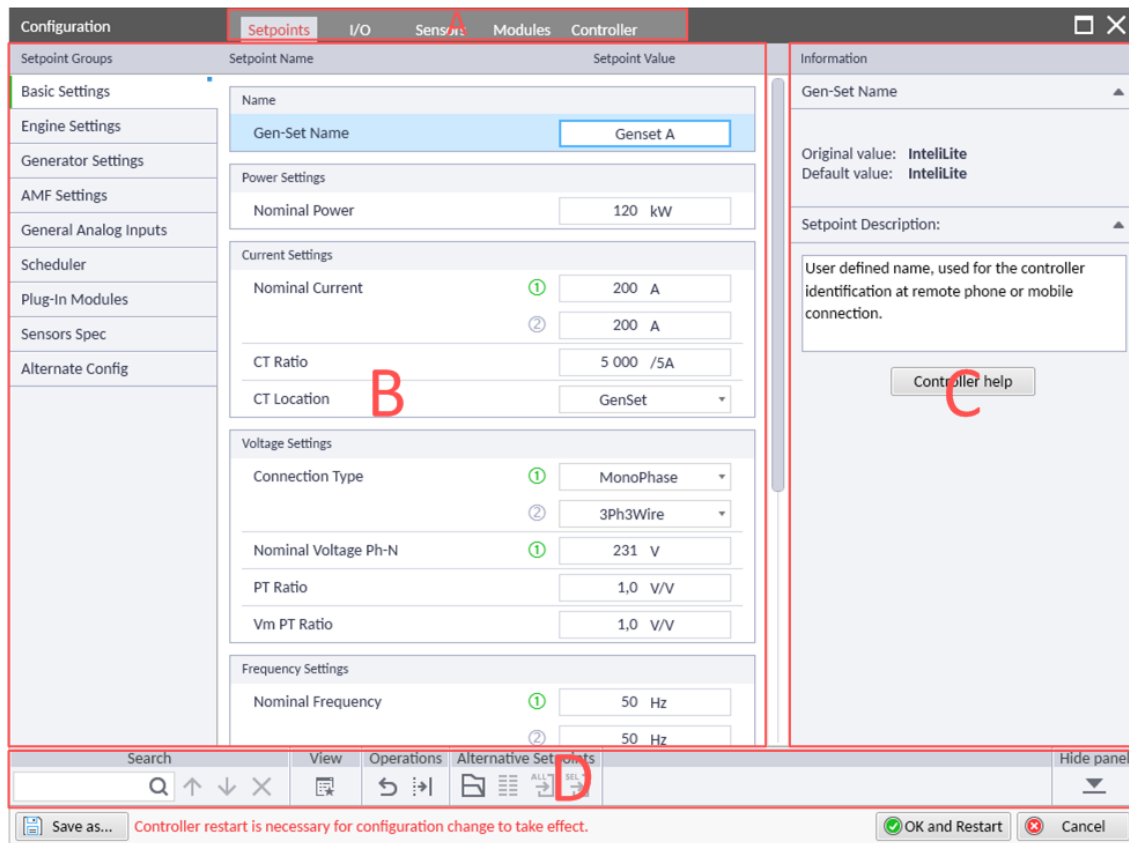 Configuration
Setpoints I/O Sensors Modules Controller
A
Setpoint Groups
Basic Settings
Engine Settings
Generator Settings
AMF Settings
General Analog Inputs
Scheduler
Plug-In Modules
Sensors Spec
Alternate Config
Setpoint Name Setpoint Value
Name
Gen-Set Name Genset A
Power Settings
Nominal Power 120 kW
Current Settings
Nominal Current 1 200 A
2 200 A
CT Ratio 5 000 /5A
CT Location GenSet
B
Voltage Settings
Connection Type 1 MonoPhase
2 3Ph3Wire
Nominal Voltage Ph-N 1 231 V
PT Ratio 1,0 V/V
Vm PT Ratio 1,0 V/V
Frequency Settings
Nominal Frequency 1 50 Hz
2 50 Hz
Information
Gen-Set Name
Original value: InteliLite
Default value: InteliLite
Setpoint Description:
User defined name, used for the controller
identification at remote phone or mobile
connection.
Controller help
C
Search View Operations Alternative Setpoints Hide panel
ALL SEL
D
Save as... Controller restart is necessary for configuration change to take effect. OK and Restart Cancel